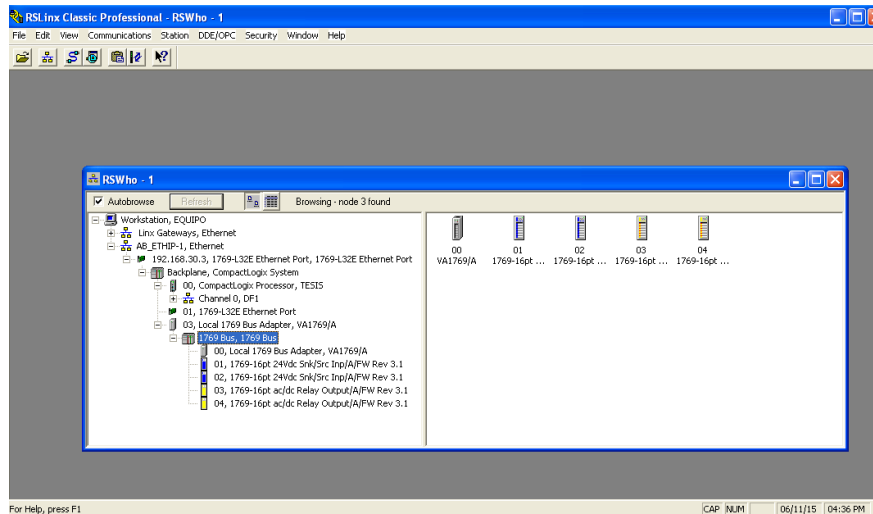 RSLinx Classic Professional - RSWho - 1
File Edit View Communications Station DDE/OPC Security Window Help
RSWho - 1
Autobrowse Refresh Browsing - node 3 found
Workstation, EQUIPO
Linx Gateways, Ethernet
AB_ETHIP-1, Ethernet
192.168.30.3, 1769-L32E Ethernet Port, 1769-L32E Ethernet Port
Backplane, CompactLogix System
00, CompactLogix Processor, TESIS
Channel 0, DF1
01, 1769-L32E Ethernet Port
03, Local 1769 Bus Adapter, VA1769/A
1769 Bus, 1769 Bus
00, Local 1769 Bus Adapter, VA1769/A
01, 1769-16pt 24Vdc Snk/Src Inp/A/FW Rev 3.1
02, 1769-16pt 24Vdc Snk/Src Inp/A/FW Rev 3.1
03, 1769-16pt ac/dc Relay Output/A/FW Rev 3.1
04, 1769-16pt ac/dc Relay Output/A/FW Rev 3.1
00 01 02 03 04
VA1769/A 1769-16pt ... 1769-16pt ... 1769-16pt ... 1769-16pt ...
For Help, press F1 CAP NUM 06/11/15 04:36 PM